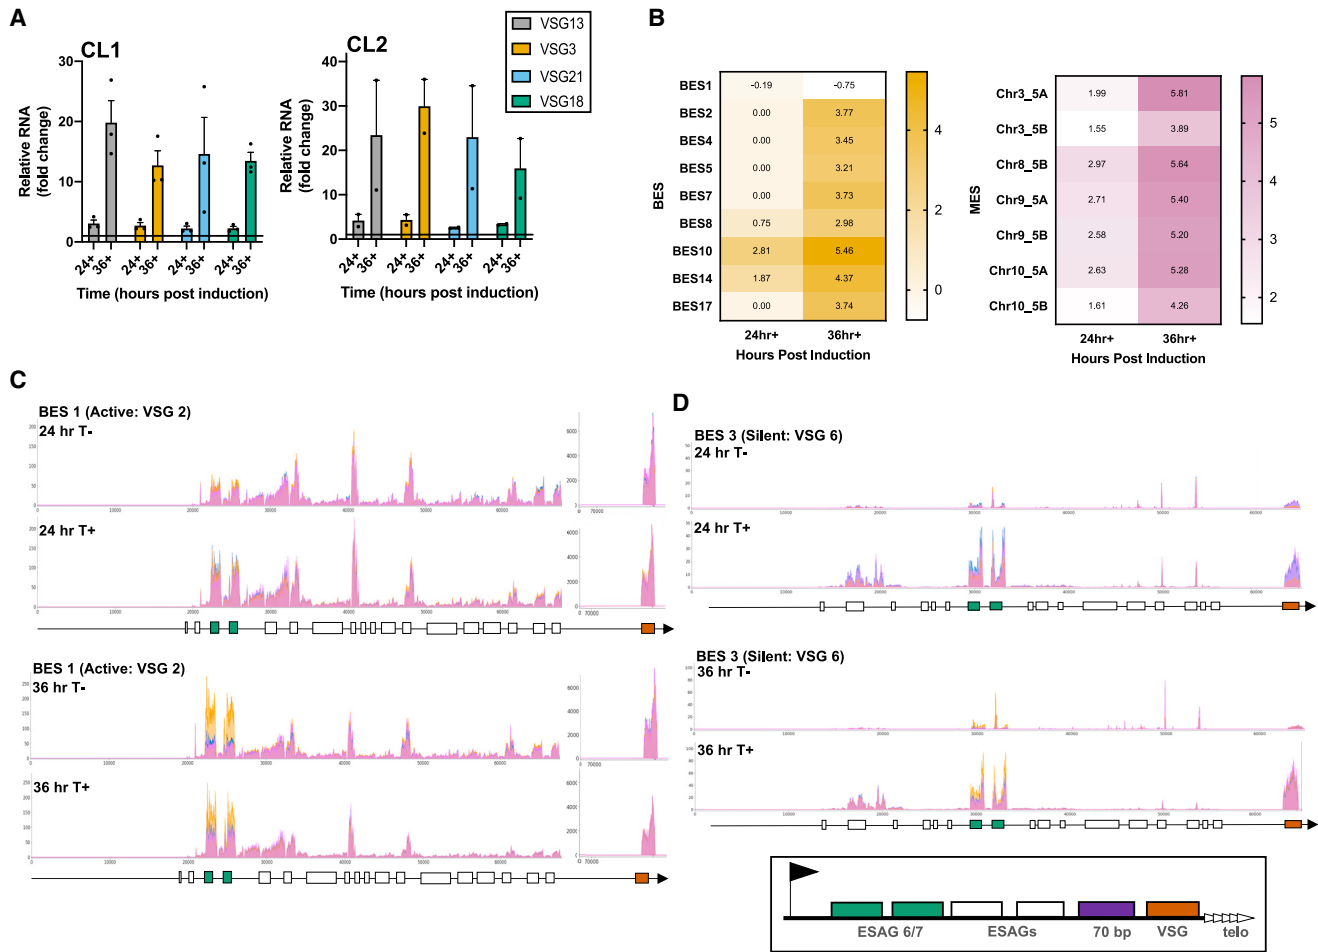 A
CL1
Relative RNA
(fold change)
30
20
10
0
24+ 36+ 24+ 36+ 24+ 36+ 24+ 36+
Time (hours post induction)
CL2
Relative RNA
(fold change)
40
30
20
10
0
24+ 36+ 24+ 36+ 24+ 36+ 24+ 36+
Time (hours post induction)
VSG13
VSG3
VSG21
VSG18
B
BES
BES1 -0.19 -0.75
BES2 0.00 3.77
BES4 0.00 3.45
BES5 0.00 3.21
BES7 0.00 3.73
BES8 0.75 2.98
BES10 2.81 5.46
BES14 1.87 4.37
BES17 0.00 3.74
24hr+ 36hr+
Hours Post Induction
4
2
0
MES
Chr3_5A 1.99 5.81
Chr3_5B 1.55 3.89
Chr8_5B 2.97 5.64
Chr9_5A 2.71 5.40
Chr9_5B 2.58 5.20
Chr10_5A 2.63 5.28
Chr10_5B 1.61 4.26
24hr+ 36hr+
Hours Post Induction
5
4
3
2
C
BES 1 (Active: VSG 2)
24 hr T-
24 hr T+
BES 1 (Active: VSG 2)
36 hr T-
36 hr T+
D
BES 3 (Silent: VSG 6)
24 hr T-
24 hr T+
BES 3 (Silent: VSG 6)
36 hr T-
36 hr T+
ESAG 6/7 ESAGs 70 bp VSG telo